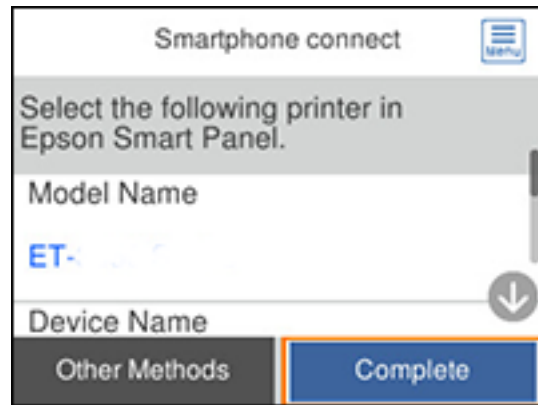 Smartphone connect
Menu
Select the following printer in
Epson Smart Panel.
Model Name
ET-
Device Name
Other Methods
Complete